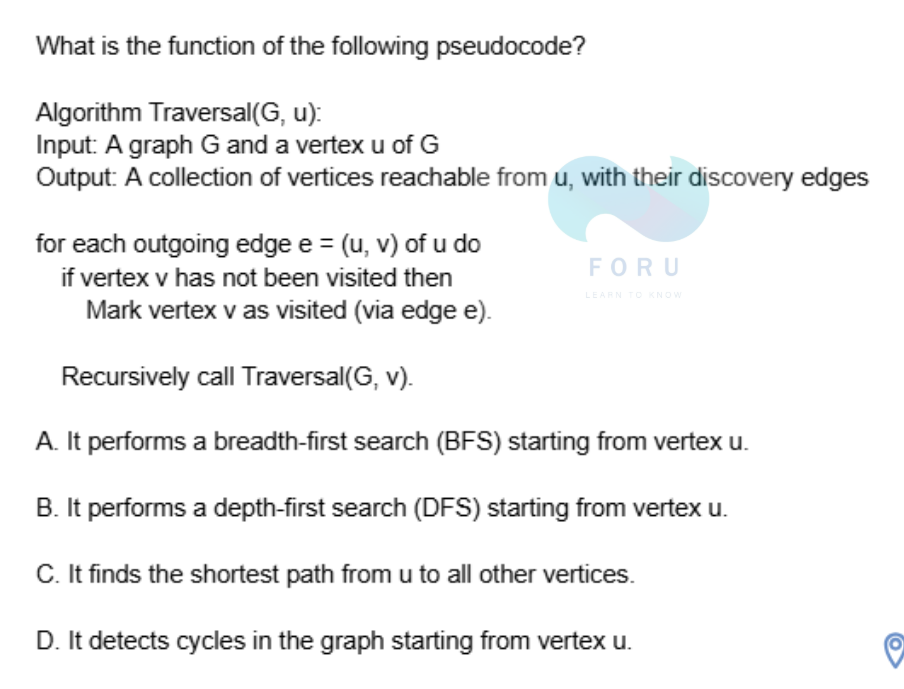 What is the function of the following pseudocode?
Algorithm Traversal(G, u):
Input: A graph G and a vertex u of G
Output: A collection of vertices reachable from u, with their discovery edges
for each outgoing edge e = (u, v) of u do
if vertex v has not been visited then
Mark vertex v as visited (via edge e).
FORU
LEARN TO KNOW
Recursively call Traversal(G, v).
A. It performs a breadth-first search (BFS) starting from vertex u.
B. It performs a depth-first search (DFS) starting from vertex u.
C. It finds the shortest path from u to all other vertices.
D. It detects cycles in the graph starting from vertex u.